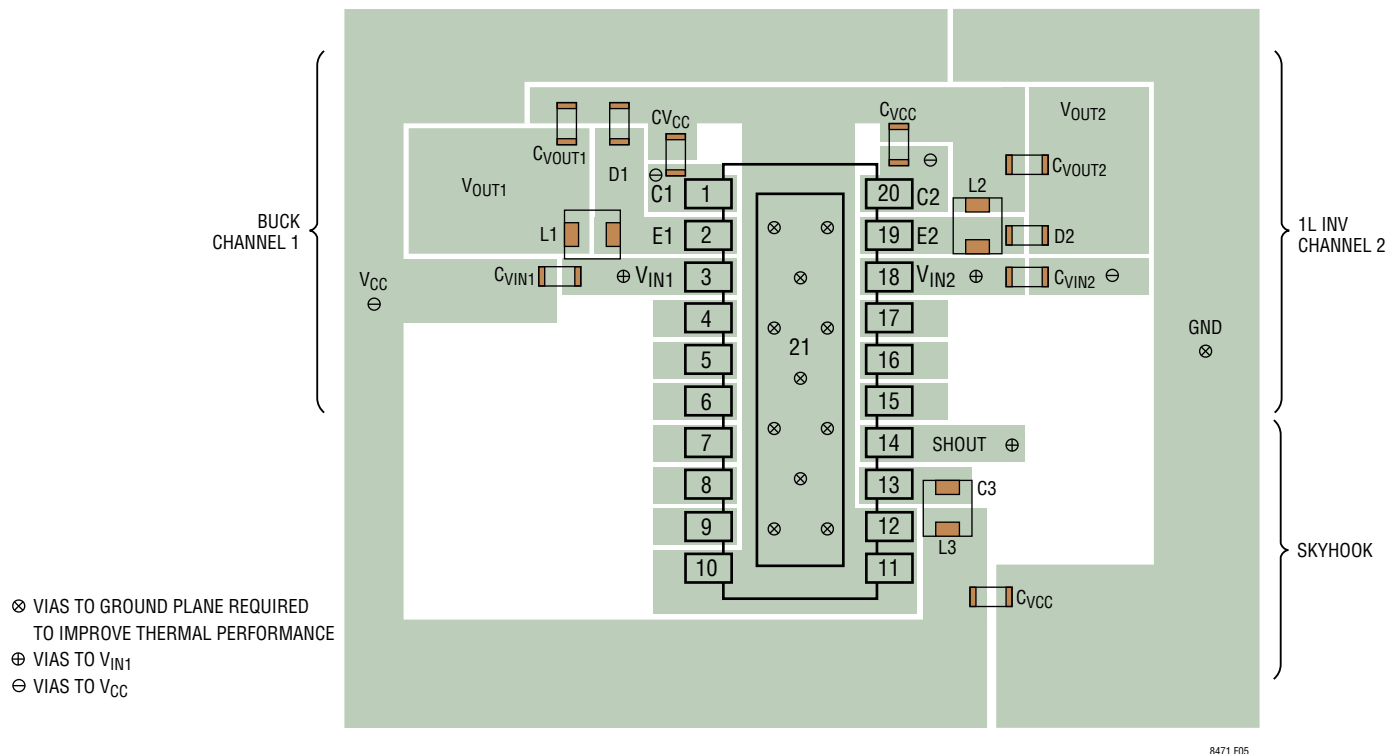 BUCK
CHANNEL 1
VOUT1
CVOUT1
D1
CVCC
C1
L1
E1
CVIN1
VIN1
VCC
CVCC
C2
VOUT2
CVOUT2
L2
E2
D2
VIN2
CVIN2
GND
1
2
3
4
5
6
7
8
9
10
21
20
19
18
17
16
15
14
13
12
11
SHOUT
C3
L3
CVCC
1L INV
CHANNEL 2
SKYHOOK
⊗ VIAS TO GROUND PLANE REQUIRED
TO IMPROVE THERMAL PERFORMANCE
⊕ VIAS TO VIN1
⊖ VIAS TO VCC
8471 F05